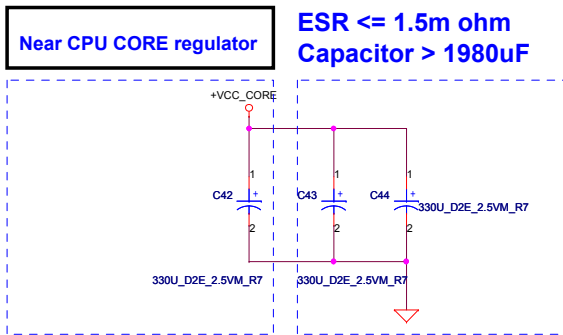 Near CPU CORE regulator
ESR <= 1.5m ohm
Capacitor > 1980uF
+VCC_CORE
1
1
1
C42
+
C43
+
C44
+
330U_D2E_2.5VM_R7
2
2
2
330U_D2E_2.5VM_R7
330U_D2E_2.5VM_R7